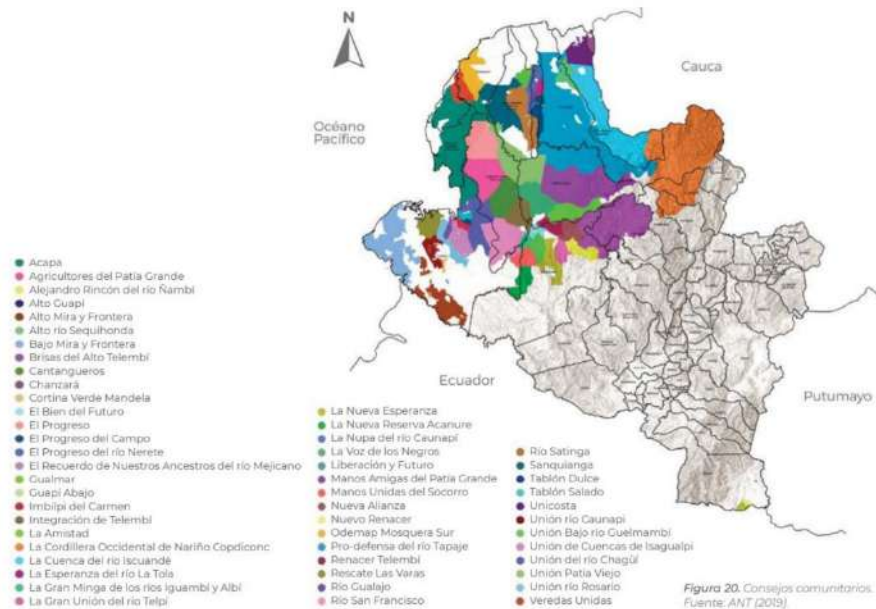 N
Cauca
Océano
Pacífico
Ecuador
Putumayo
Acapa
Agricultores del Patía Grande
Alejandro Rincón del río Ñambí
Alto Guapi
Alto Mira y Frontera
Alto río Sequihonda
Bajo Mira y Frontera
Brisas del Alto Telembí
Cantangueros
Chanzará
Cortina Verde Mandela
El Bien del Futuro
El Progreso
El Progreso del Campo
El Progreso del río Nerete
El Recuerdo de Nuestros Ancestros del río Mejicano
Gualmar
Guapi Abajo
Imbilpi del Carmen
Integración de Telembí
La Amistad
La Cordillera Occidental de Nariño Copdiconc
La Cuenca del río Iscuandé
La Esperanza del río La Tola
La Gran Minga de los ríos Iguambí y Albí
La Gran Unión del río Telpí
La Nueva Esperanza
La Nueva Reserva Acanure
La Nupa del río Caunapí
La Voz de los Negros
Liberación y Futuro
Manos Amigas del Patía Grande
Manos Unidas del Socorro
Nueva Alianza
Nuevo Renacer
Odemap Mosquera Sur
Pro-defensa del río Tapaje
Renacer Telembí
Rescate Las Varas
Río Gualajo
Río San Francisco
Río Satinga
Sanquianga
Tablón Dulce
Tablón Salado
Unicosta
Unión río Caunapí
Unión Bajo río Guelmambí
Unión de Cuencas de Isagualpi
Unión del río Chagüí
Unión Patía Viejo
Unión río Rosario
Veredas Unidas
Figura 20. Consejos comunitarios.
Fuente: ANT (2019)